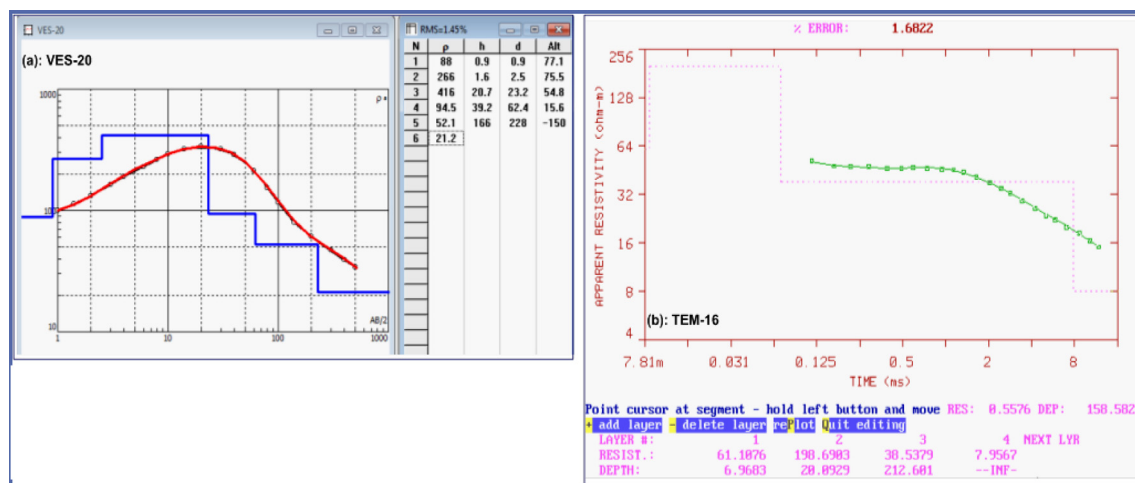 VES-20
(a): VES-20
1000
ρa
100
10
AB/2
1 10 100 1000
RMS=1.45%
N ρ h d Alt
1 88 0.9 0.9 77.1
2 266 1.6 2.5 75.5
3 416 20.7 23.2 54.8
4 94.5 39.2 62.4 15.6
5 52.1 166 228 -150
6 21.2
% ERROR: 1.6822
256
128
64
32
16
8
4
APPARENT RESISTIVITY (ohm-m)
(b): TEM-16
7.81m 0.031 0.125 0.5 2 8
TIME (ms)
Point cursor at segment - hold left button and move RES: 0.5576 DEP: 158.582
+ add layer - delete layer rePlot Quit editing
LAYER #: 1 2 3 4 NEXT LYR
RESIST.: 61.1076 198.6903 38.5379 7.9567
DEPTH: 6.9683 20.0929 212.601 --INF-